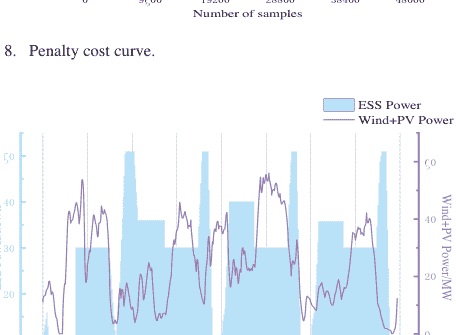 Number of samples
8. Penalty cost curve.
ESS Power
Wind+PV Power
40
30
20
60
40
20
0
Wind+PV Power/MW